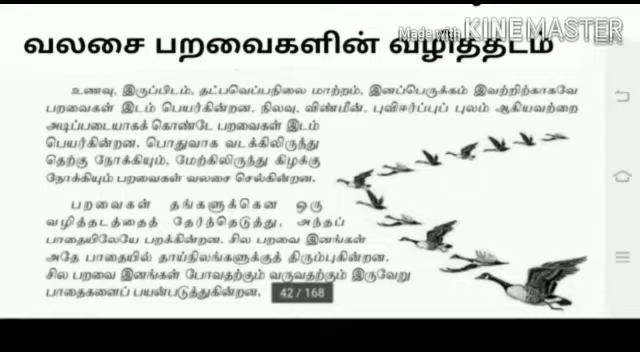 Made with KINEMASTER
வலசை பறவைகளின் வழித்தடம்
உணவு, இருப்பிடம், தட்பவெப்பநிலை மாற்றம், இனப்பெருக்கம் இவற்றிற்காகவே
பறவைகள் இடம் பெயர்கின்றன. நிலவு, விண்மீன், புவிஈர்ப்புப் புலம் ஆகியவற்றை
அடிப்படையாகக் கொண்டே பறவைகள் இடம்
பெயர்கின்றன. பொதுவாக வடக்கிலிருந்து
தெற்கு நோக்கியும், மேற்கிலிருந்து கிழக்கு
நோக்கியும் பறவைகள் வலசை செல்கின்றன.
பறவைகள் தங்களுக்கென ஒரு
வழித்தடத்தைத் தேர்ந்தெடுத்து, அந்தப்
பாதையிலேயே பறக்கின்றன. சில பறவை இனங்கள்
அதே பாதையில் தாய்நிலங்களுக்குத் திரும்புகின்றன.
சில பறவை இனங்கள் போவதற்கும் வருவதற்கும் இருவேறு
பாதைகளைப் பயன்படுத்துகின்றன.
42 / 168